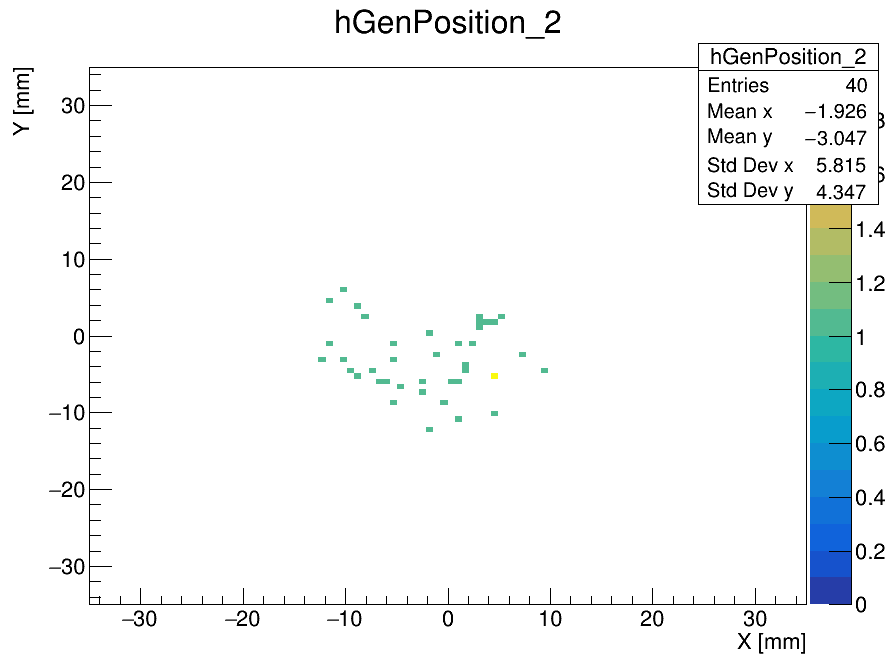 hGenPosition_2
Y [mm]
hGenPosition_2
Entries 40
Mean x −1.926
Mean y −3.047
Std Dev x 5.815
Std Dev y 4.347
30
20
10
0
−10
−20
−30
−30 −20 −10 0 10 20 30
X [mm]
1.4
1.2
1
0.8
0.6
0.4
0.2
0